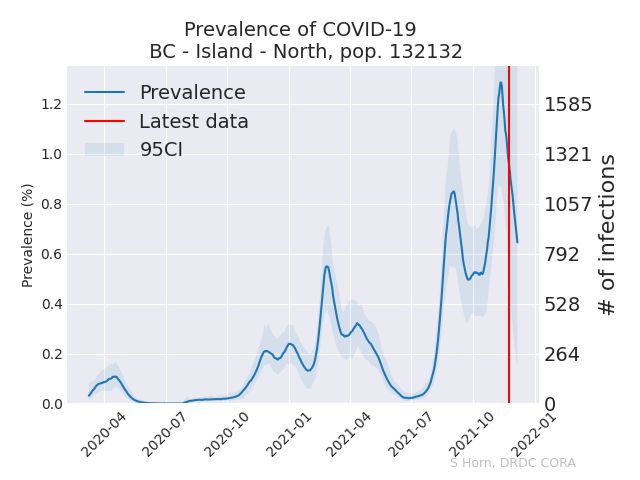 Prevalence of COVID-19
BC - Island - North, pop. 132132
Prevalence
Latest data
95CI
Prevalence (%)
1.2
1.0
0.8
0.6
0.4
0.2
0.0
1585
1321
1057
792
528
264
0
# of infections
2020-04
2020-07
2020-10
2021-01
2021-04
2021-07
2021-10
2022-01
S Horn, DRDC CORA